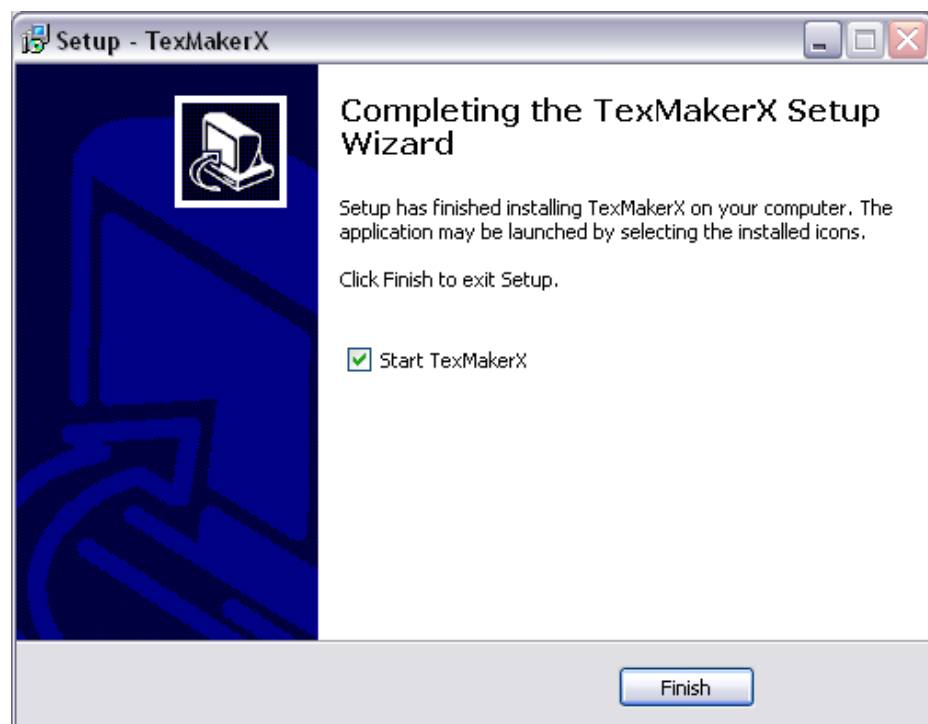 Setup - TexMakerX
Completing the TexMakerX Setup
Wizard
Setup has finished installing TexMakerX on your computer. The
application may be launched by selecting the installed icons.
Click Finish to exit Setup.
Start TexMakerX
Finish